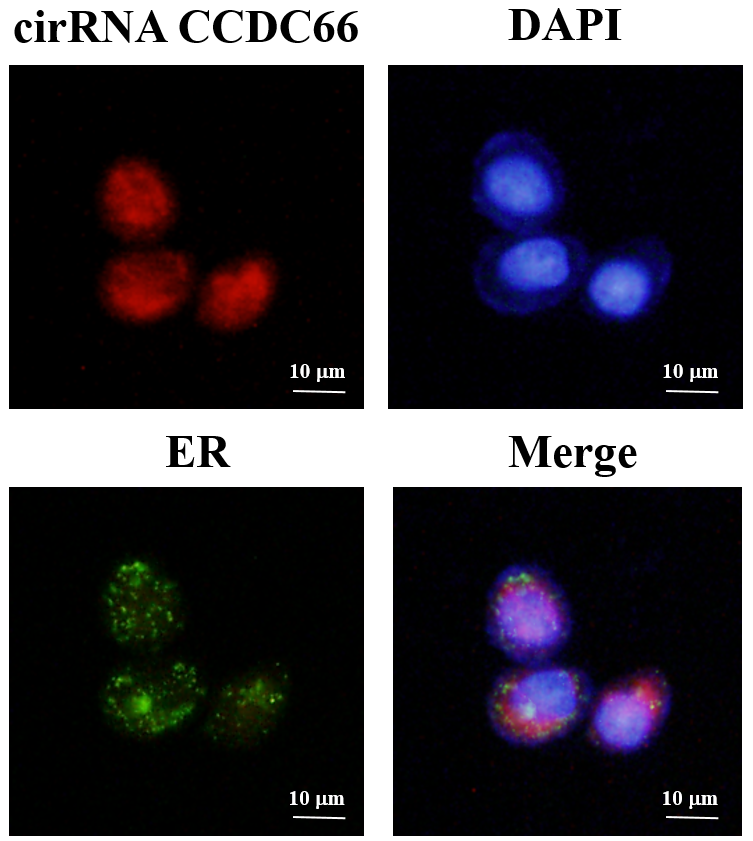 cirRNA CCDC66
DAPI
10 μm
10 μm
ER
Merge
10 μm
10 μm